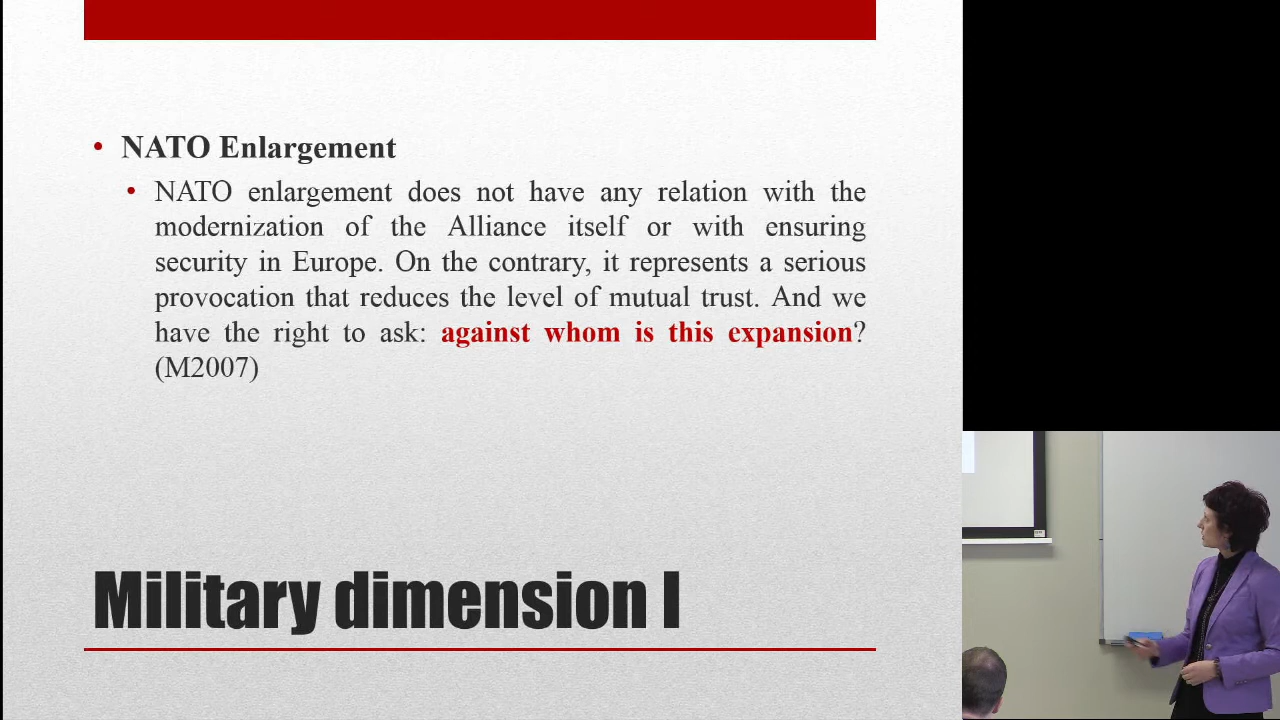 NATO Enlargement
NATO enlargement does not have any relation with the
modernization of the Alliance itself or with ensuring
security in Europe. On the contrary, it represents a serious
provocation that reduces the level of mutual trust. And we
have the right to ask: against whom is this expansion?
(M2007)
Military dimension I